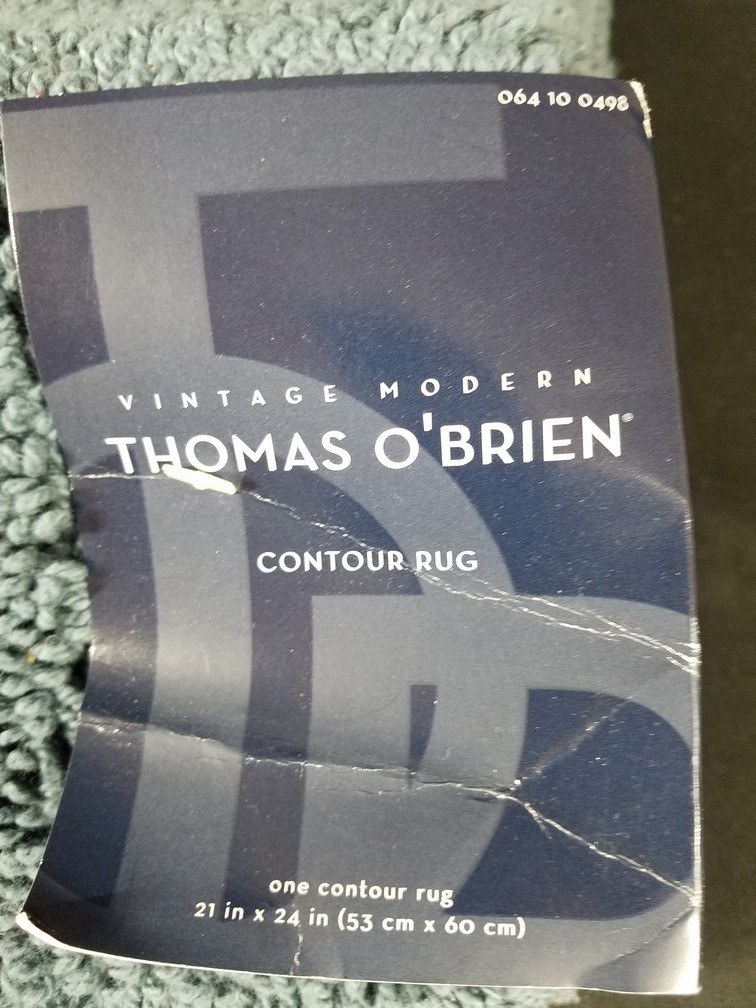 064 10 0498
VINTAGE MODERN
THOMAS O'BRIEN®
CONTOUR RUG
one contour rug
21 in x 24 in (53 cm x 60 cm)